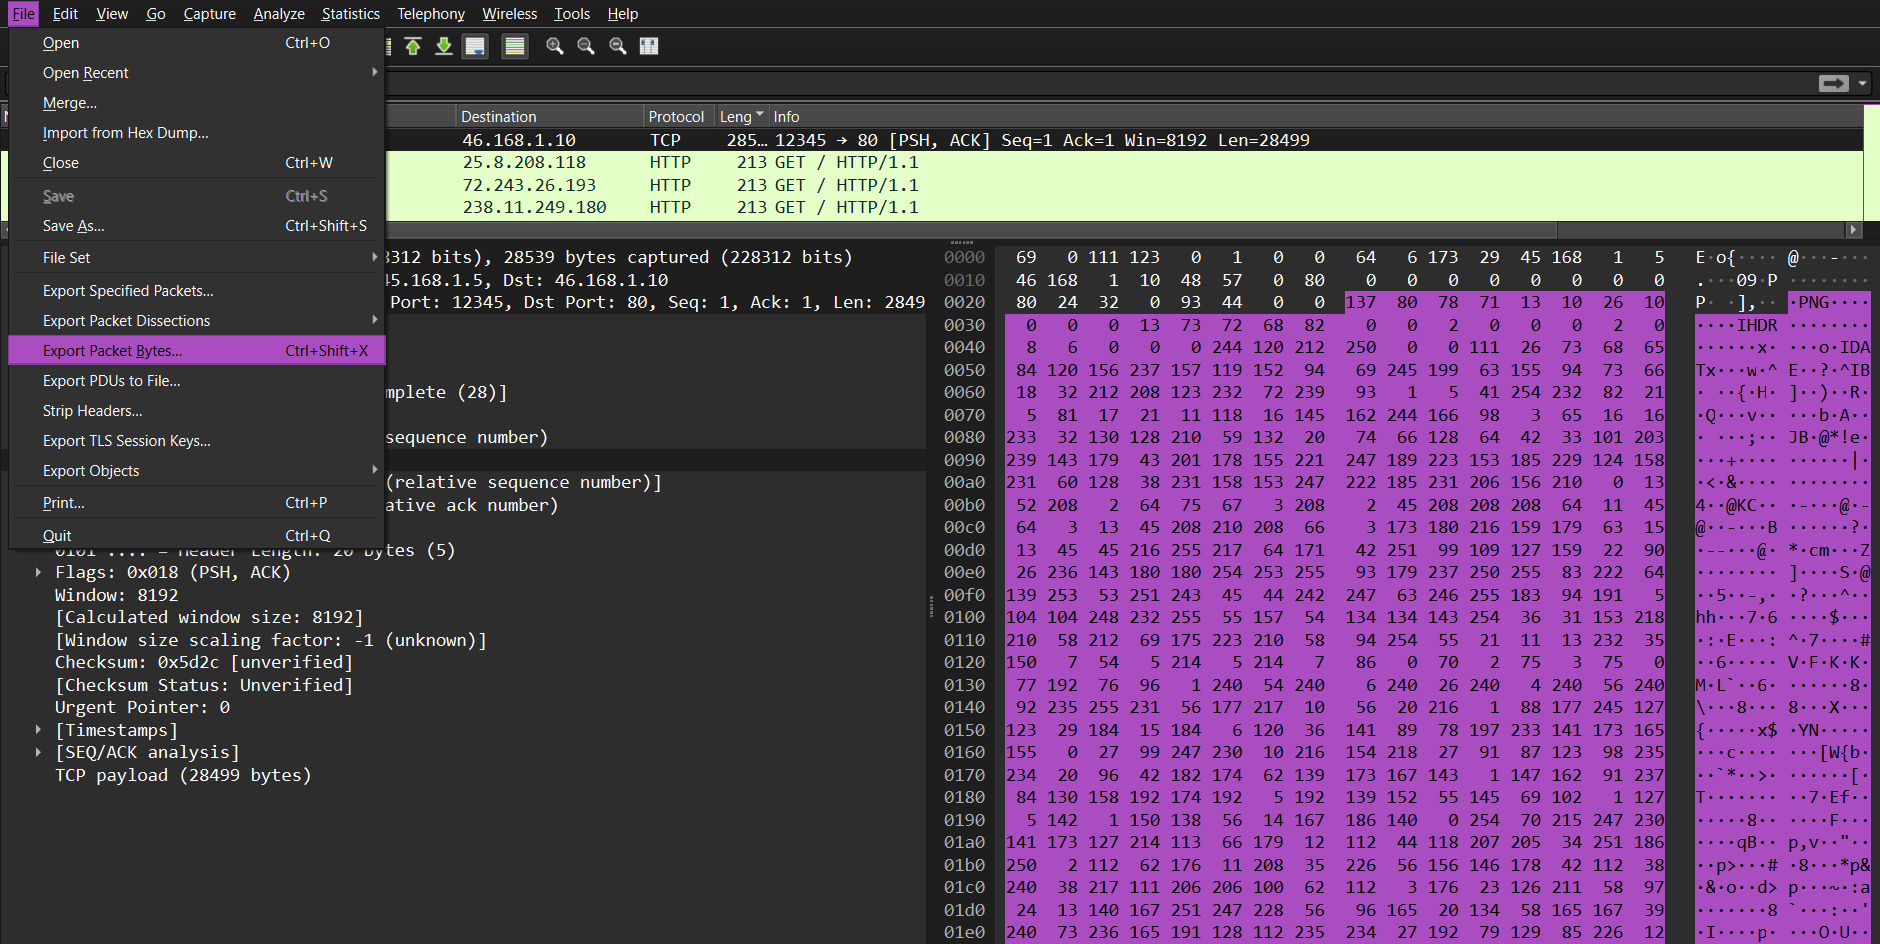 File Edit View Go Capture Analyze Statistics Telephony Wireless Tools Help
Open Ctrl+O
Open Recent
Merge...
Import from Hex Dump...
Close Ctrl+W
Save Ctrl+S
Save As... Ctrl+Shift+S
File Set
Export Specified Packets...
Export Packet Dissections
Export Packet Bytes... Ctrl+Shift+X
Export PDUs to File...
Strip Headers...
Export TLS Session Keys...
Export Objects
Print... Ctrl+P
Quit Ctrl+Q
Destination Protocol Leng Info
46.168.1.10 TCP 285… 12345 → 80 [PSH, ACK] Seq=1 Ack=1 Win=8192 Len=28499
25.8.208.118 HTTP 213 GET / HTTP/1.1
72.243.26.193 HTTP 213 GET / HTTP/1.1
238.11.249.180 HTTP 213 GET / HTTP/1.1
8312 bits), 28539 bytes captured (228312 bits)
45.168.1.5, Dst: 46.168.1.10
Port: 12345, Dst Port: 80, Seq: 1, Ack: 1, Len: 2849
mplete (28)]
sequence number)
(relative sequence number)]
ative ack number)
0101 .... = Header Length: 20 bytes (5)
Flags: 0x018 (PSH, ACK)
Window: 8192
[Calculated window size: 8192]
[Window size scaling factor: -1 (unknown)]
Checksum: 0x5d2c [unverified]
[Checksum Status: Unverified]
Urgent Pointer: 0
[Timestamps]
[SEQ/ACK analysis]
TCP payload (28499 bytes)
0000 69 0 111 123 0 1 0 0 64 6 173 29 45 168 1 5 E·o{···· @··-···
0010 46 168 1 10 48 57 0 80 0 0 0 0 0 0 0 0 .···09·P ········
0020 80 24 32 0 93 44 0 0 137 80 78 71 13 10 26 10 P· ·],·· ·PNG····
0030 0 0 0 13 73 72 68 82 0 0 2 0 0 0 2 0 ····IHDR ········
0040 8 6 0 0 0 244 120 212 250 0 0 111 26 73 68 65 ······x· ···o·IDA
0050 84 120 156 237 157 119 152 94 69 245 199 63 155 94 73 66 Tx···w·^ E··?·^IB
0060 18 32 212 208 123 232 72 239 93 1 5 41 254 232 82 21 · ··{·H· ]··)··R·
0070 5 81 17 21 11 118 16 145 162 244 166 98 3 65 16 16 ·Q···v·· ···b·A··
0080 233 32 130 128 210 59 132 20 74 66 128 64 42 33 101 203 · ···;·· JB·@*!e·
0090 239 143 179 43 201 178 155 221 247 189 223 153 185 229 124 158 ···+···· ······|·
00a0 231 60 128 38 231 158 153 247 222 185 231 206 156 210 0 13 ·<·&···· ········
00b0 52 208 2 64 75 67 3 208 2 45 208 208 208 64 11 45 4··@KC·· ·-···@·-
00c0 64 3 13 45 208 210 208 66 3 173 180 216 159 179 63 15 @··-···B ······?·
00d0 13 45 45 216 255 217 64 171 42 251 99 109 127 159 22 90 ·--···@· *·cm···Z
00e0 26 236 143 180 180 254 253 255 93 179 237 250 255 83 222 64 ········ ]····S·@
00f0 139 253 53 251 243 45 44 242 247 63 246 255 183 94 191 5 ··5··-,· ·?···^··
0100 104 104 248 232 255 55 157 54 134 134 143 254 36 31 153 218 hh···7·6 ····$···
0110 210 58 212 69 175 223 210 58 94 254 55 21 11 13 232 35 ·:·E···: ^·7····#
0120 150 7 54 5 214 5 214 7 86 0 70 2 75 3 75 0 ··6····· V·F·K·K·
0130 77 192 76 96 1 240 54 240 6 240 26 240 4 240 56 240 M·L`··6· ······8·
0140 92 235 255 231 56 177 217 10 56 20 216 1 88 177 245 127 \···8··· 8···X···
0150 123 29 184 15 184 6 120 36 141 89 78 197 233 141 173 165 {·····x$ ·YN·····
0160 155 0 27 99 247 230 10 216 154 218 27 91 87 123 98 235 ···c···· ···[W{b·
0170 234 20 96 42 182 174 62 139 173 167 143 1 147 162 91 237 ··`*··>· ······[·
0180 84 130 158 192 174 192 5 192 139 152 55 145 69 102 1 127 T······· ··7·Ef··
0190 5 142 1 150 138 56 14 167 186 140 0 254 70 215 247 230 ·····8·· ····F···
01a0 141 173 127 214 113 66 179 12 112 44 118 207 205 34 251 186 ····qB·· p,v··"··
01b0 250 2 112 62 176 11 208 35 226 56 156 146 178 42 112 38 ··p>···# ·8···*p&
01c0 240 38 217 111 206 206 100 62 112 3 176 23 126 211 58 97 ·&·o··d> p···~·:a
01d0 24 13 140 167 251 247 228 56 96 165 20 134 58 165 167 39 ·······8 `···:··'
01e0 240 73 236 165 191 128 112 235 234 27 192 79 129 85 226 12 ·I····p· ···O·U··